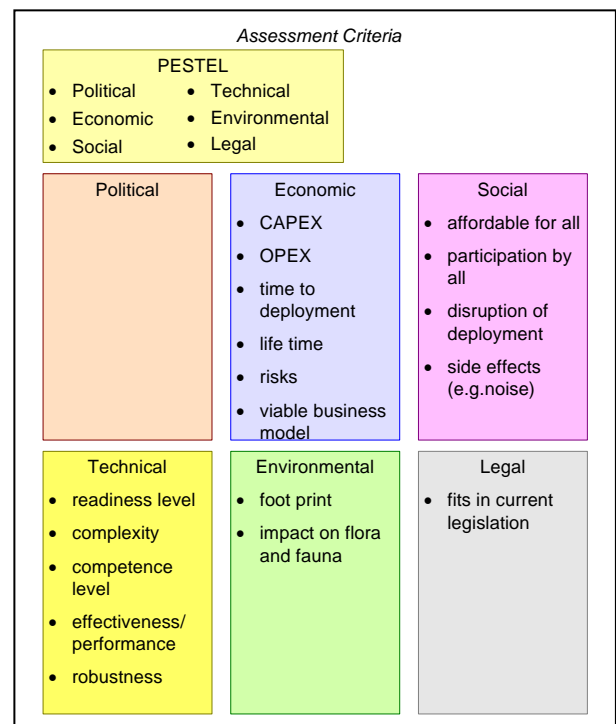 Assessment Criteria
PESTEL
• Political
• Economic
• Social
• Technical
• Environmental
• Legal
Political
Economic
• CAPEX
• OPEX
• time to
deployment
• life time
• risks
• viable business
model
Social
• affordable for all
• participation by
all
• disruption of
deployment
• side effects
(e.g.noise)
Technical
• readiness level
• complexity
• competence
level
• effectiveness/
performance
• robustness
Environmental
• foot print
• impact on flora
and fauna
Legal
• fits in current
legislation